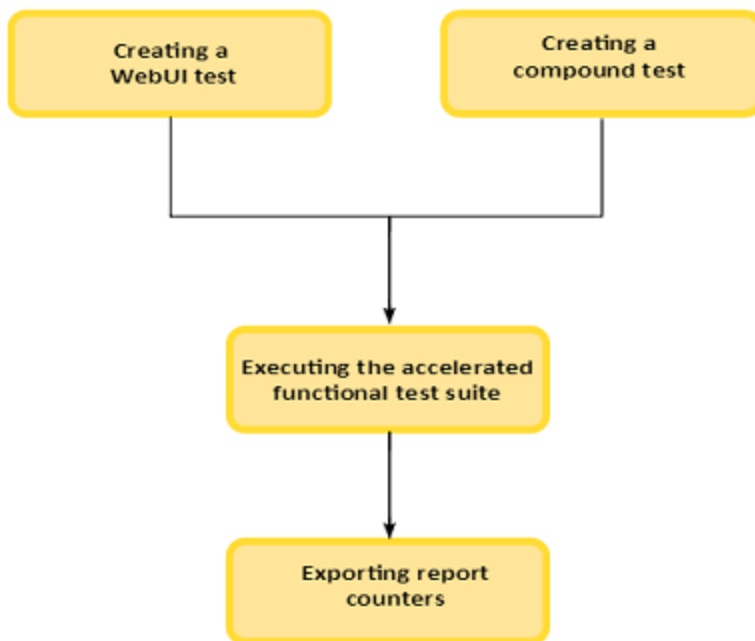 Creating a
WebUI test
Creating a
compound test
Executing the accelerated
functional test suite
Exporting report
counters